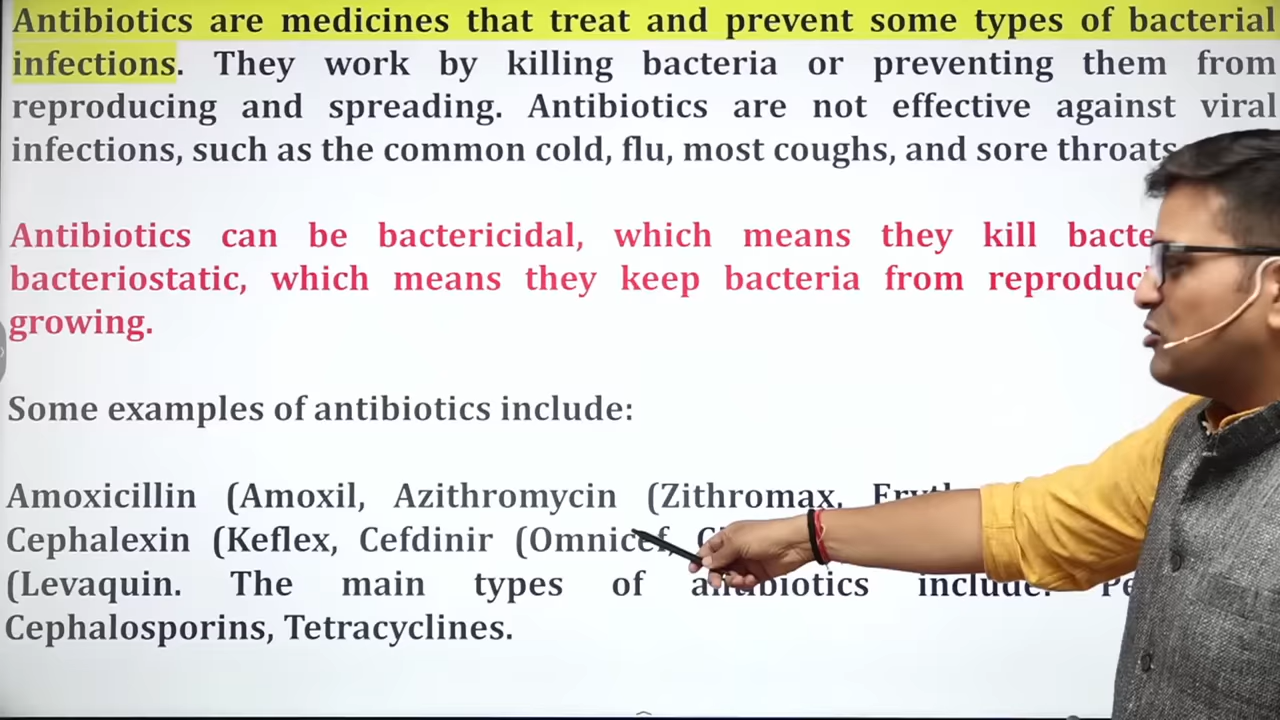 Antibiotics are medicines that treat and prevent some types of bacterial
infections. They work by killing bacteria or preventing them from
reproducing and spreading. Antibiotics are not effective against viral
infections, such as the common cold, flu, most coughs, and sore throats
Antibiotics can be bactericidal, which means they kill
bacteriostatic, which means they keep bacteria from
growing.
Some examples of antibiotics include:
Amoxicillin (Amoxil, Azithromycin (Zithromax,
Cephalexin (Keflex, Cefdinir (Omnicef,
(Levaquin. The main types of antibiotics include:
Cephalosporins, Tetracyclines.